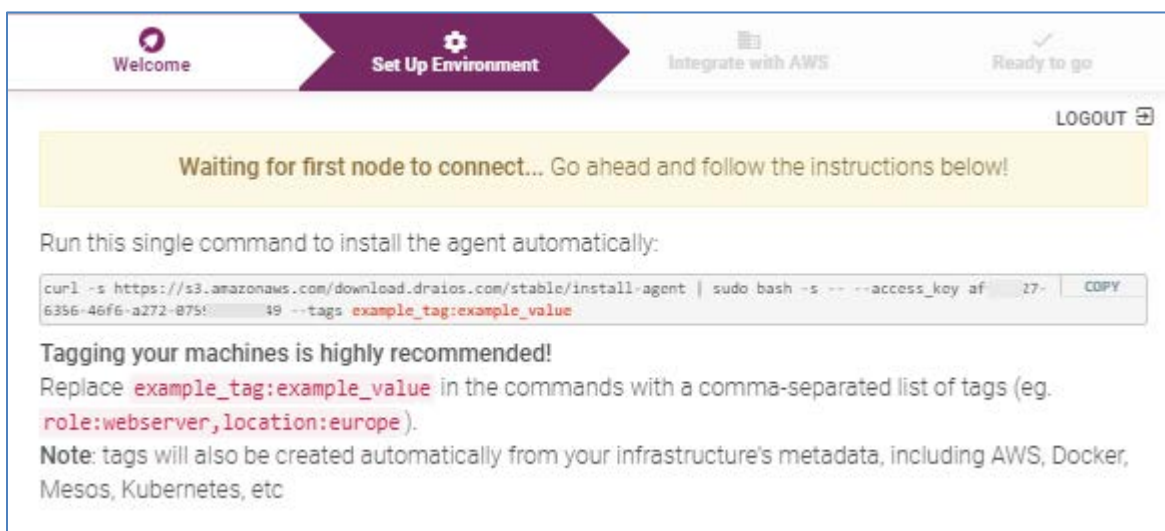 Welcome
Set Up Environment
Integrate with AWS
Ready to go
LOGOUT
Waiting for first node to connect... Go ahead and follow the instructions below!
Run this single command to install the agent automatically:
curl -s https://s3.amazonaws.com/download.draios.com/stable/install-agent | sudo bash -s -- --access_key af 27-
COPY
6356-46f6-a272-075 49 --tags example_tag:example_value
Tagging your machines is highly recommended!
Replace example_tag:example_value in the commands with a comma-separated list of tags (eg.
role:webserver,location:europe).
Note: tags will also be created automatically from your infrastructure's metadata, including AWS, Docker,
Mesos, Kubernetes, etc